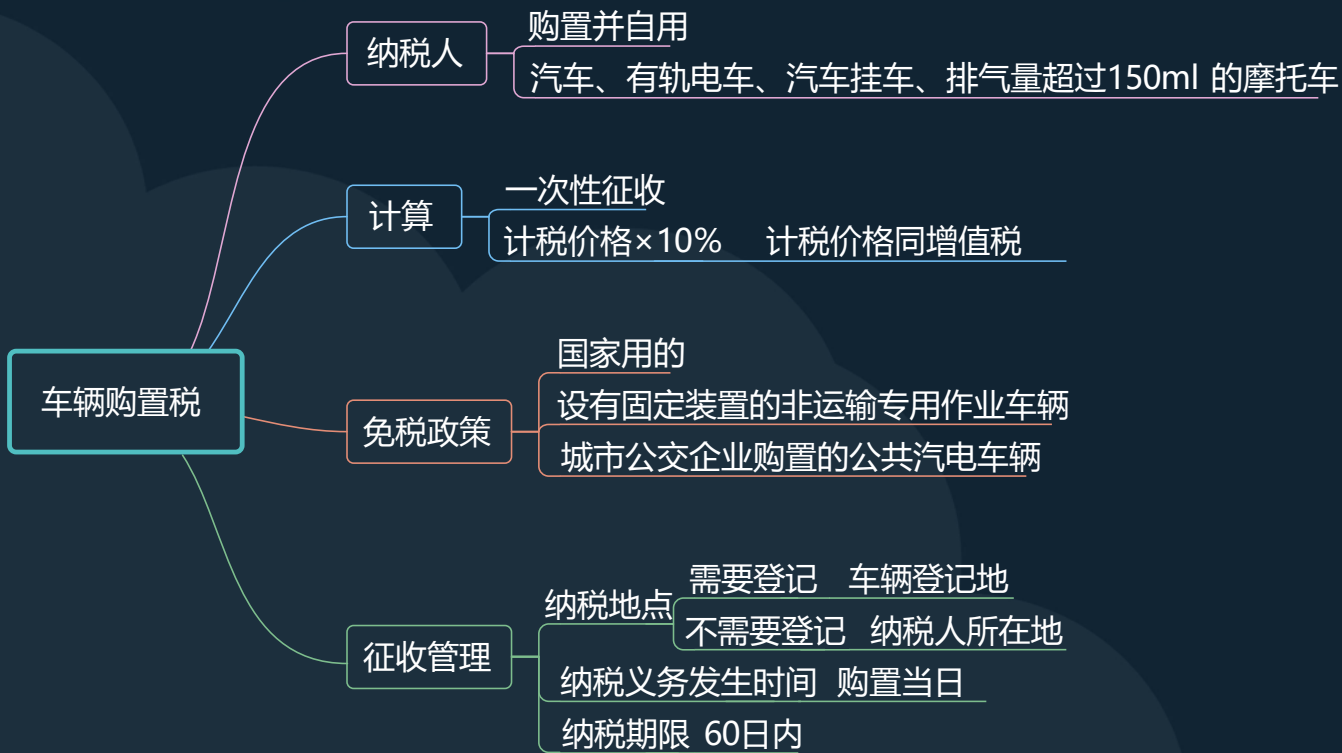 车辆购置税
纳税人
购置并自用
汽车、有轨电车、汽车挂车、排气量超过150ml 的摩托车
计算
一次性征收
计税价格×10%　计税价格同增值税
免税政策
国家用的
设有固定装置的非运输专用作业车辆
城市公交企业购置的公共汽电车辆
征收管理
纳税地点
需要登记　车辆登记地
不需要登记　纳税人所在地
纳税义务发生时间　购置当日
纳税期限 60日内